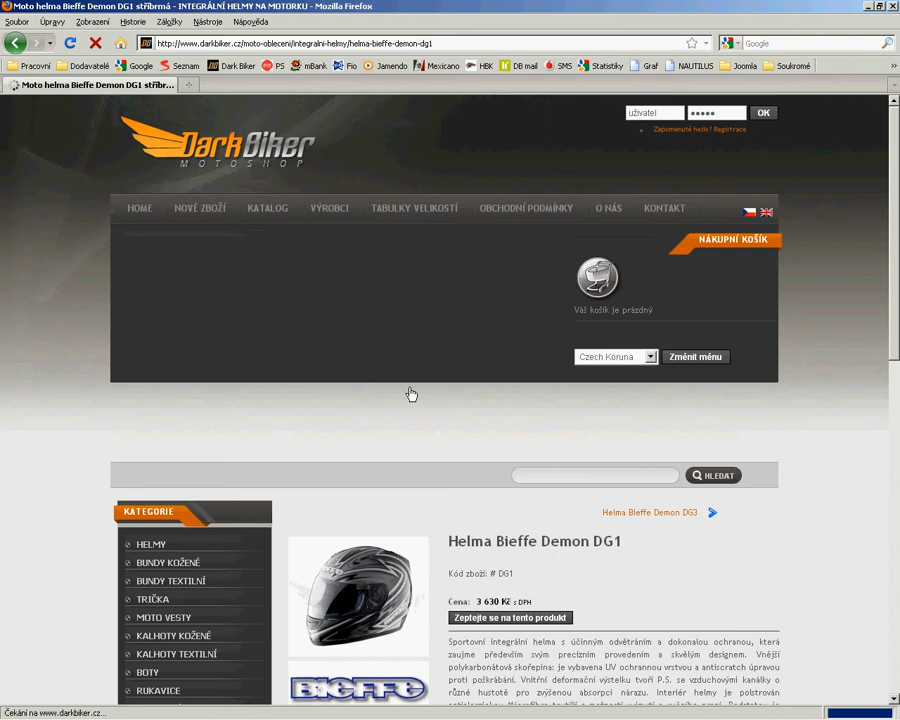 Moto helma Bieffe Demon DG1 stříbrná - INTEGRÁLNÍ HELMY NA MOTORKU - Mozilla Firefox
Soubor Úpravy Zobrazení Historie Záložky Nástroje Nápověda
http://www.darkbiker.cz/moto-obleceni/integralni-helmy/helma-bieffe-demon-dg1
Google
Pracovní Dodavatelé Google Seznam Dark Biker PS mBank Fio Jamendo Mexicano HBK DB mail SMS Statistiky Graf NAUTILUS Joomla Soukromé
Moto helma Bieffe Demon DG1 stříbr...
uživatel ••••• OK
Zapomenuté heslo? Registrace
DarkBiker
MOTOSHOP
HOME NOVÉ ZBOŽÍ KATALOG VÝROBCI TABULKY VELIKOSTÍ OBCHODNÍ PODMÍNKY O NÁS KONTAKT
NÁKUPNÍ KOŠÍK
Váš košík je prázdný
Czech Koruna Změnit měnu
HLEDAT
KATEGORIE
HELMY
BUNDY KOŽENÉ
BUNDY TEXTILNÍ
TRIČKA
MOTO VESTY
KALHOTY KOŽENÉ
KALHOTY TEXTILNÍ
BOTY
RUKAVICE
BIEFFE
Helma Bieffe Demon DG3
Helma Bieffe Demon DG1
Kód zboží: # DG1
Cena: 3 630 Kč s DPH
Zeptejte se na tento produkt
Sportovní integrální helma s účinným odvětráním a dokonalou ochranou, která
zaujme především svým precizním provedením a skvělým designem. Vnější
polykarbonátová skořepina: je vybavena UV ochrannou vrstvou a antiscratch úpravou
proti poškrábání. Vnitřní deformační výstelku tvoří P.S. se vzduchovými kanálky o
různé hustotě pro zvýšenou absorpci nárazu. Interiér helmy je polstrován
Čekání na www.darkbiker.cz...